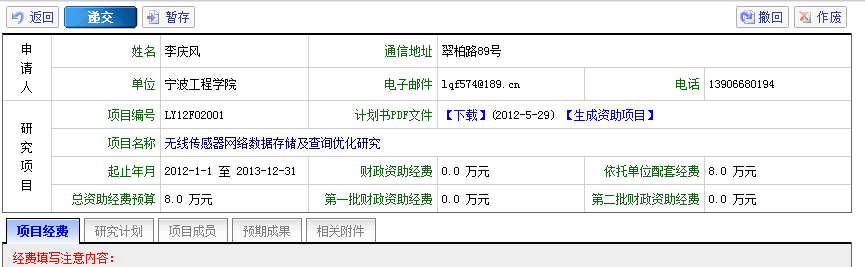 返回 递交 暂存 撤回 作废
申请人 姓名 李庆风 通信地址 翠柏路89号
单位 宁波工程学院 电子邮件 lqf574@189.cn 电话 13906680194
研究项目 项目编号 LY12F02001 计划书PDF文件 【下载】(2012-5-29) 【生成资助项目】
项目名称 无线传感器网络数据存储及查询优化研究
起止年月 2012-1-1 至 2013-12-31 财政资助经费 0.0 万元 依托单位配套经费 8.0 万元
总资助经费预算 8.0 万元 第一批财政资助经费 0.0 万元 第二批财政资助经费 0.0 万元
项目经费 研究计划 项目成员 预期成果 相关附件
经费填写注意内容：